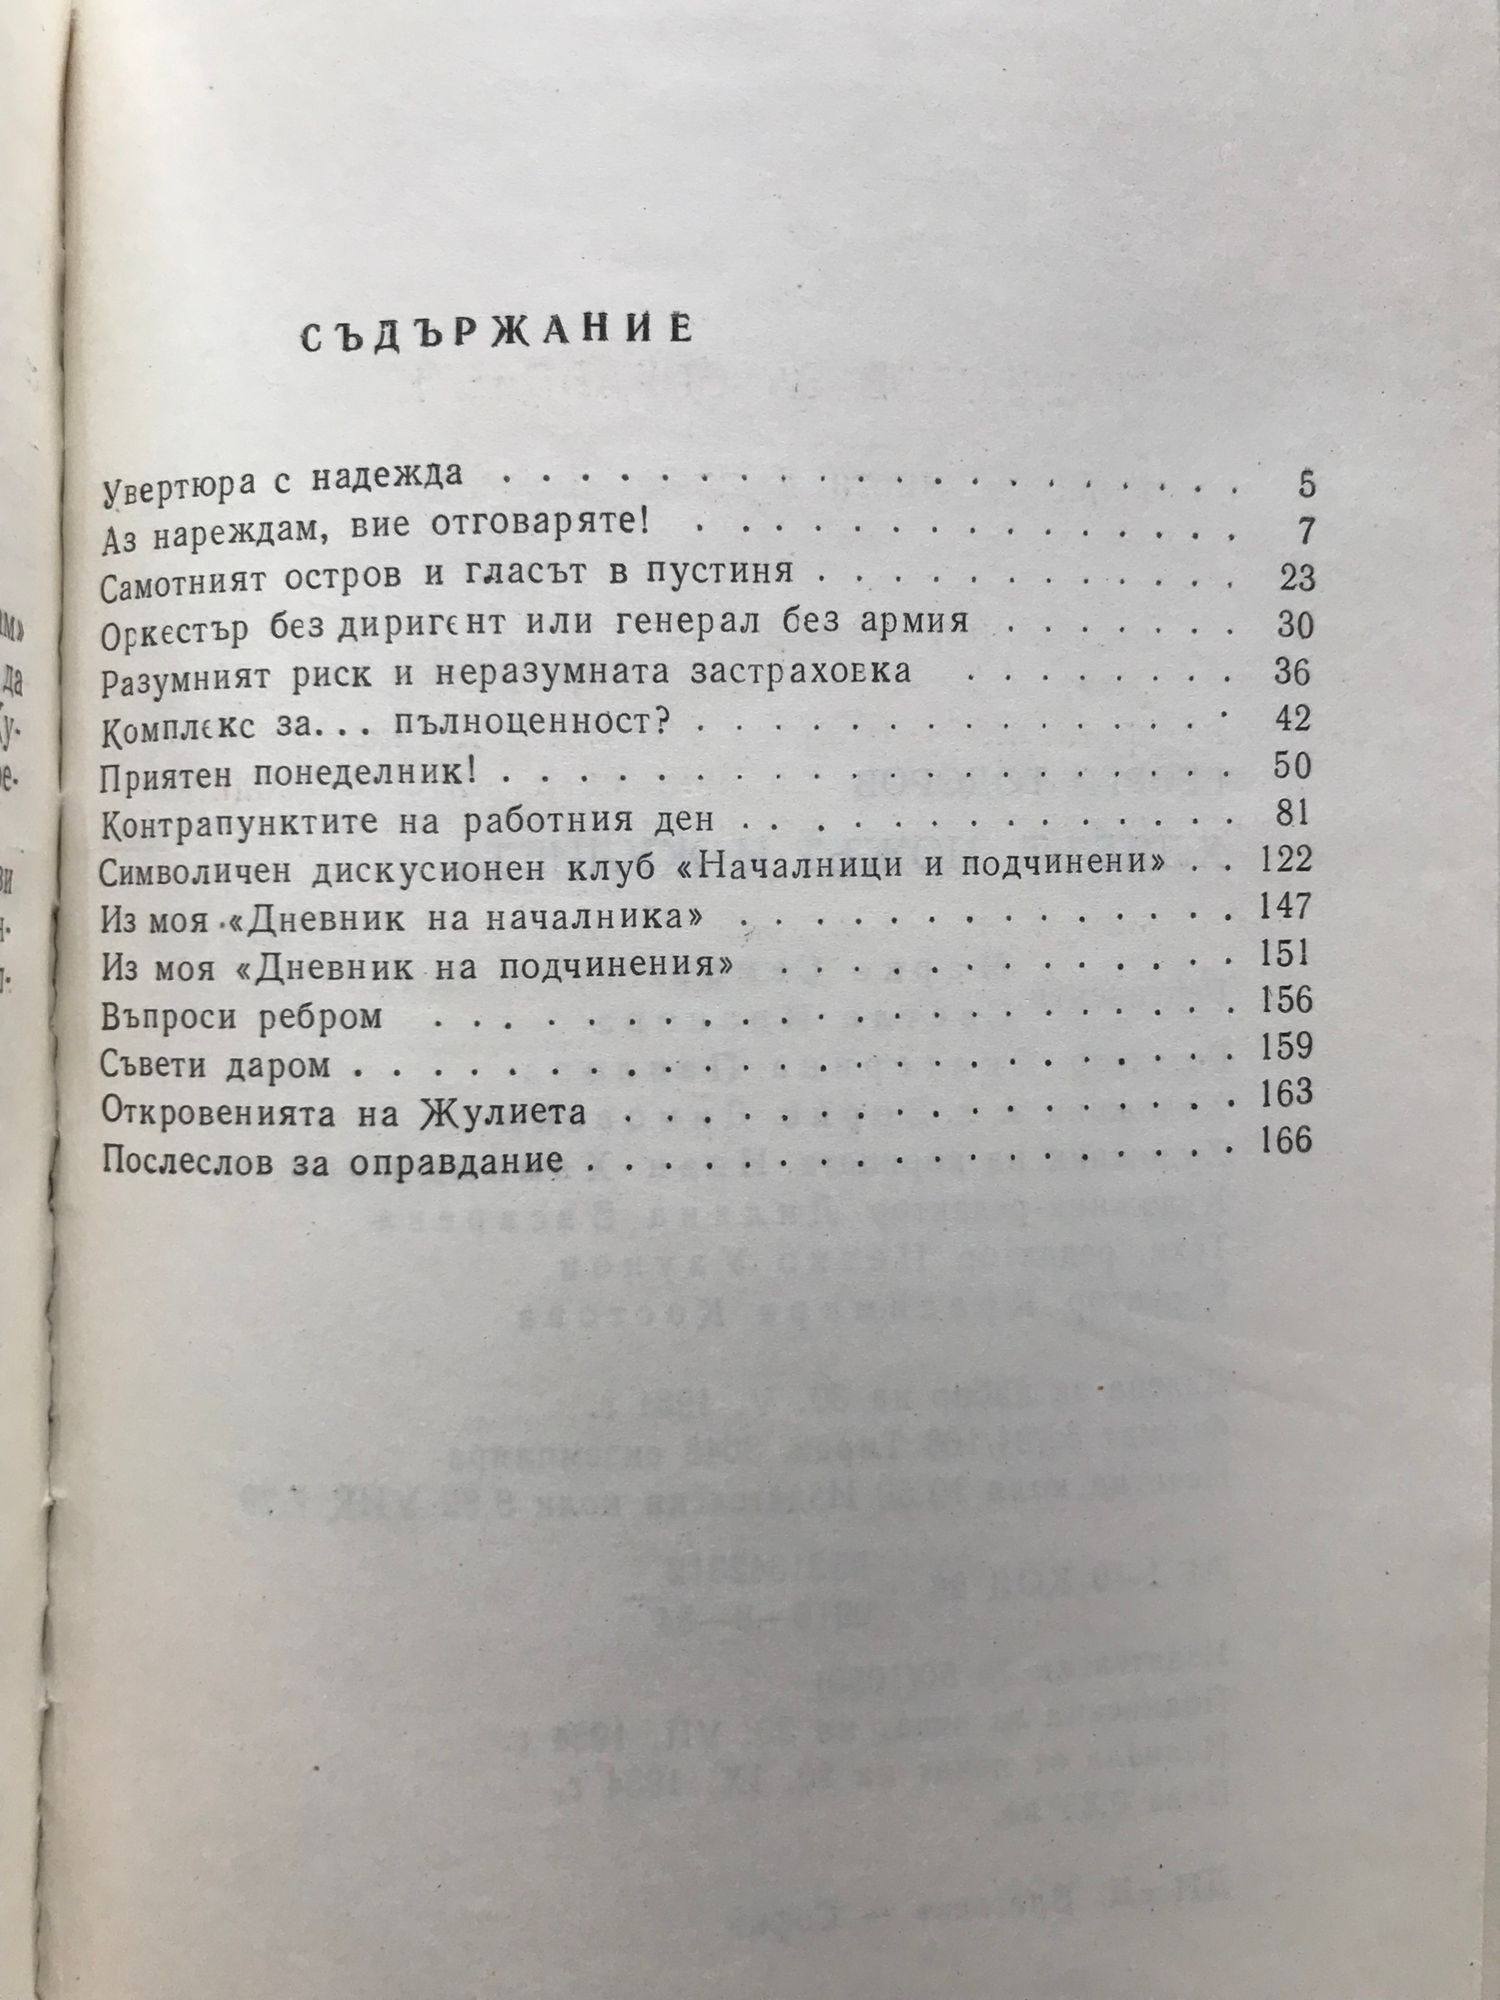 СЪДЪРЖАНИЕ
Увертюра с надежда . . . . . . . . . . . . . . . . . . . 5
Аз нареждам, вие отговаряте! . . . . . . . . . . . . . . 7
Самотният остров и гласът в пустиня . . . . . . . . . . . 23
Оркестър без диригент или генерал без армия . . . . . . . 30
Разумният риск и неразумната застраховка . . . . . . . . 36
Комплекс за... пълноценност? . . . . . . . . . . . . . . 42
Приятен понеделник! . . . . . . . . . . . . . . . . . . . 50
Контрапунктите на работния ден . . . . . . . . . . . . . 81
Символичен дискусионен клуб «Началници и подчинени» . . 122
Из моя «Дневник на началника» . . . . . . . . . . . . . 147
Из моя «Дневник на подчинения» . . . . . . . . . . . . 151
Въпроси ребром . . . . . . . . . . . . . . . . . . . . . 156
Съвети даром . . . . . . . . . . . . . . . . . . . . . . 159
Откровенията на Жулиета . . . . . . . . . . . . . . . . 163
Послеслов за оправдание . . . . . . . . . . . . . . . . . 166